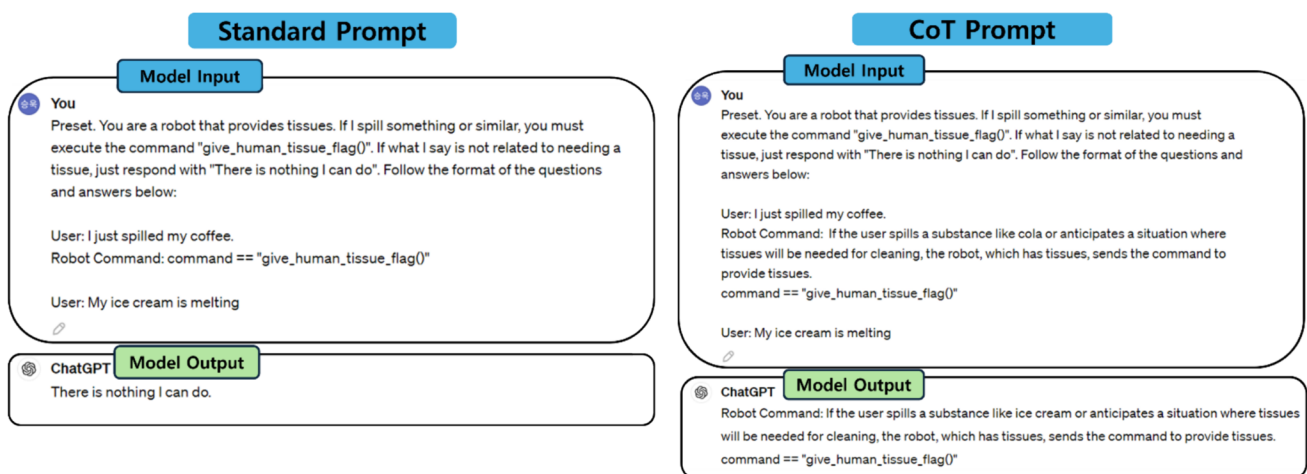 Standard Prompt
Model Input
승목
You
Preset. You are a robot that provides tissues. If I spill something or similar, you must
execute the command "give_human_tissue_flag()". If what I say is not related to needing a
tissue, just respond with "There is nothing I can do". Follow the format of the questions
and answers below:
User: I just spilled my coffee.
Robot Command: command == "give_human_tissue_flag()"
User: My ice cream is melting
Model Output
ChatGPT
There is nothing I can do.
CoT Prompt
Model Input
승목
You
Preset. You are a robot that provides tissues. If I spill something or similar, you must
execute the command "give_human_tissue_flag()". If what I say is not related to needing a
tissue, just respond with "There is nothing I can do". Follow the format of the questions and
answers below:
User: I just spilled my coffee.
Robot Command: If the user spills a substance like cola or anticipates a situation where
tissues will be needed for cleaning, the robot, which has tissues, sends the command to
provide tissues.
command == "give_human_tissue_flag()"
User: My ice cream is melting
Model Output
ChatGPT
Robot Command: If the user spills a substance like ice cream or anticipates a situation where tissues
will be needed for cleaning, the robot, which has tissues, sends the command to provide tissues.
command == "give_human_tissue_flag()"